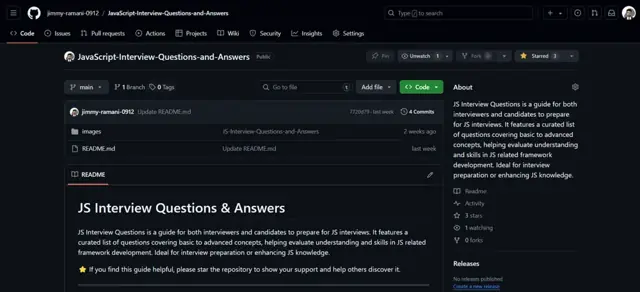 jimmy-ramani-0912 / JavaScript-Interview-Questions-and-Answers
Type / to search
Code Issues Pull requests Actions Projects Wiki Security Insights Settings
JavaScript-Interview-Questions-and-Answers Public
Pin Unwatch 1 Fork 0 Starred 3
main 1 Branch 0 Tags
Go to file
Add file
Code
jimmy-ramani-0912 Update README.md
last week 4 Commits
images JS-Interview-Questions-and-Answers 2 weeks ago
README.md Update README.md last week
README
JS Interview Questions & Answers
JS Interview Questions is a guide for both interviewers and candidates to prepare for JS interviews. It features a
curated list of questions covering basic to advanced concepts, helping evaluate understanding and skills in JS related
framework development. Ideal for interview preparation or enhancing JS knowledge.
⭐ If you find this guide helpful, please star the repository to show your support and help others discover it.
About
JS Interview Questions is a guide for both
interviewers and candidates to prepare
for JS interviews. It features a curated list
of questions covering basic to advanced
concepts, helping evaluate understanding
and skills in JS related framework
development. Ideal for interview
preparation or enhancing JS knowledge.
Readme
Activity
3 stars
1 watching
0 forks
Releases
No releases published
Create a new release